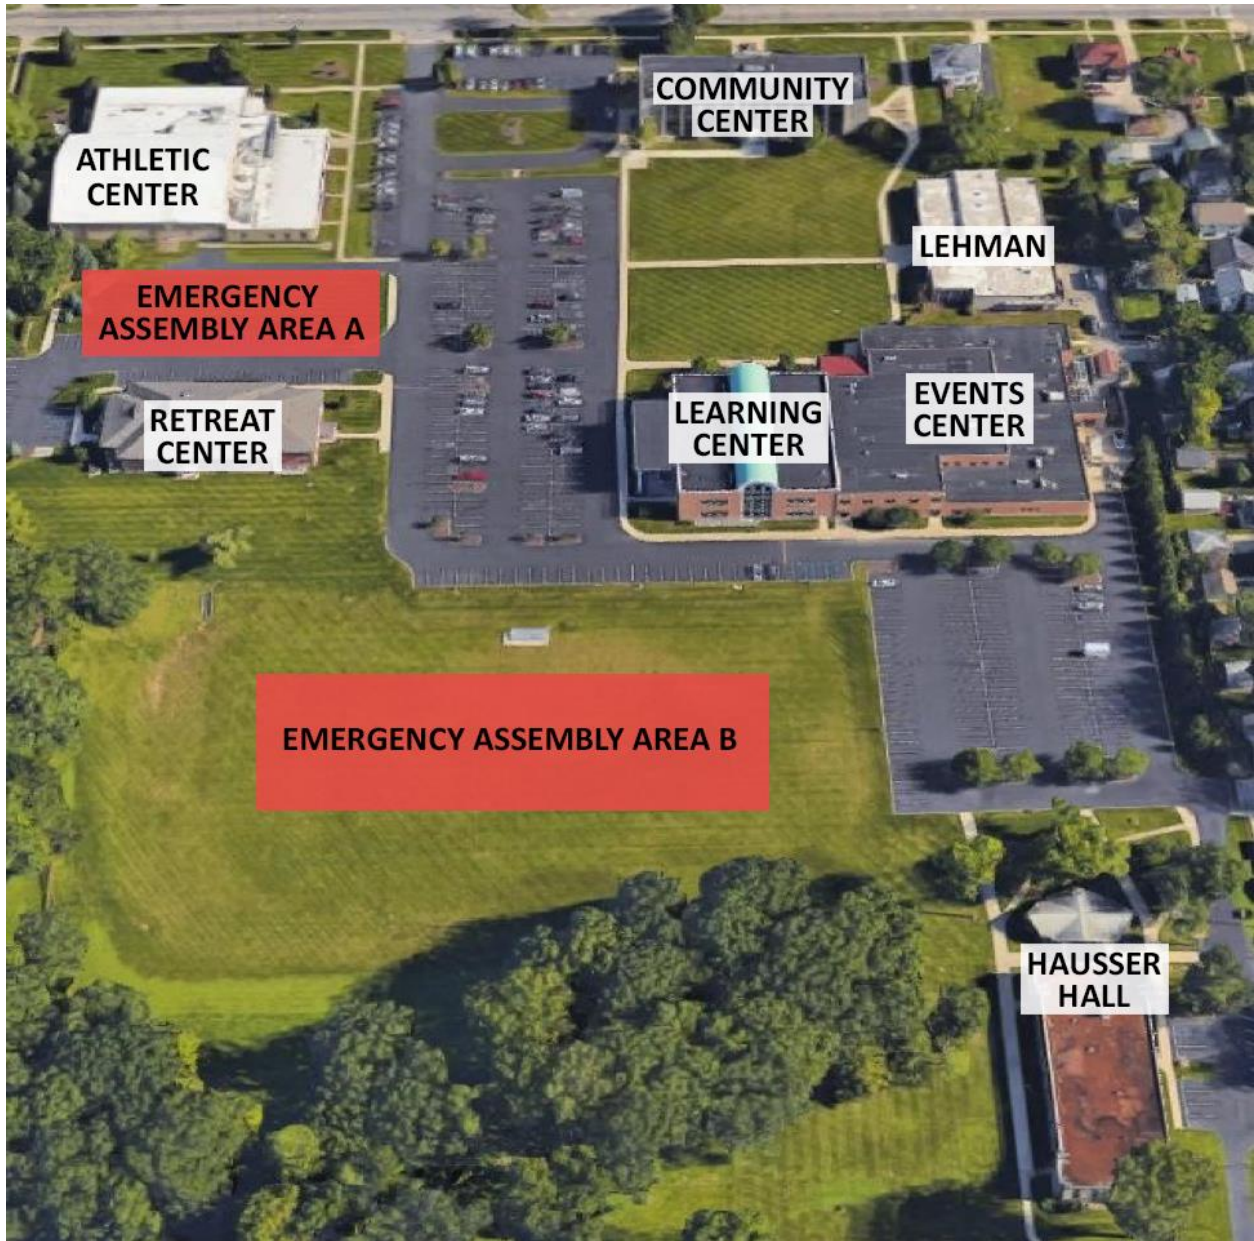 COMMUNITY
CENTER
ATHLETIC
CENTER
LEHMAN
EMERGENCY
ASSEMBLY AREA A
RETREAT
CENTER
LEARNING
CENTER
EVENTS
CENTER
EMERGENCY ASSEMBLY AREA B
HAUSSER
HALL